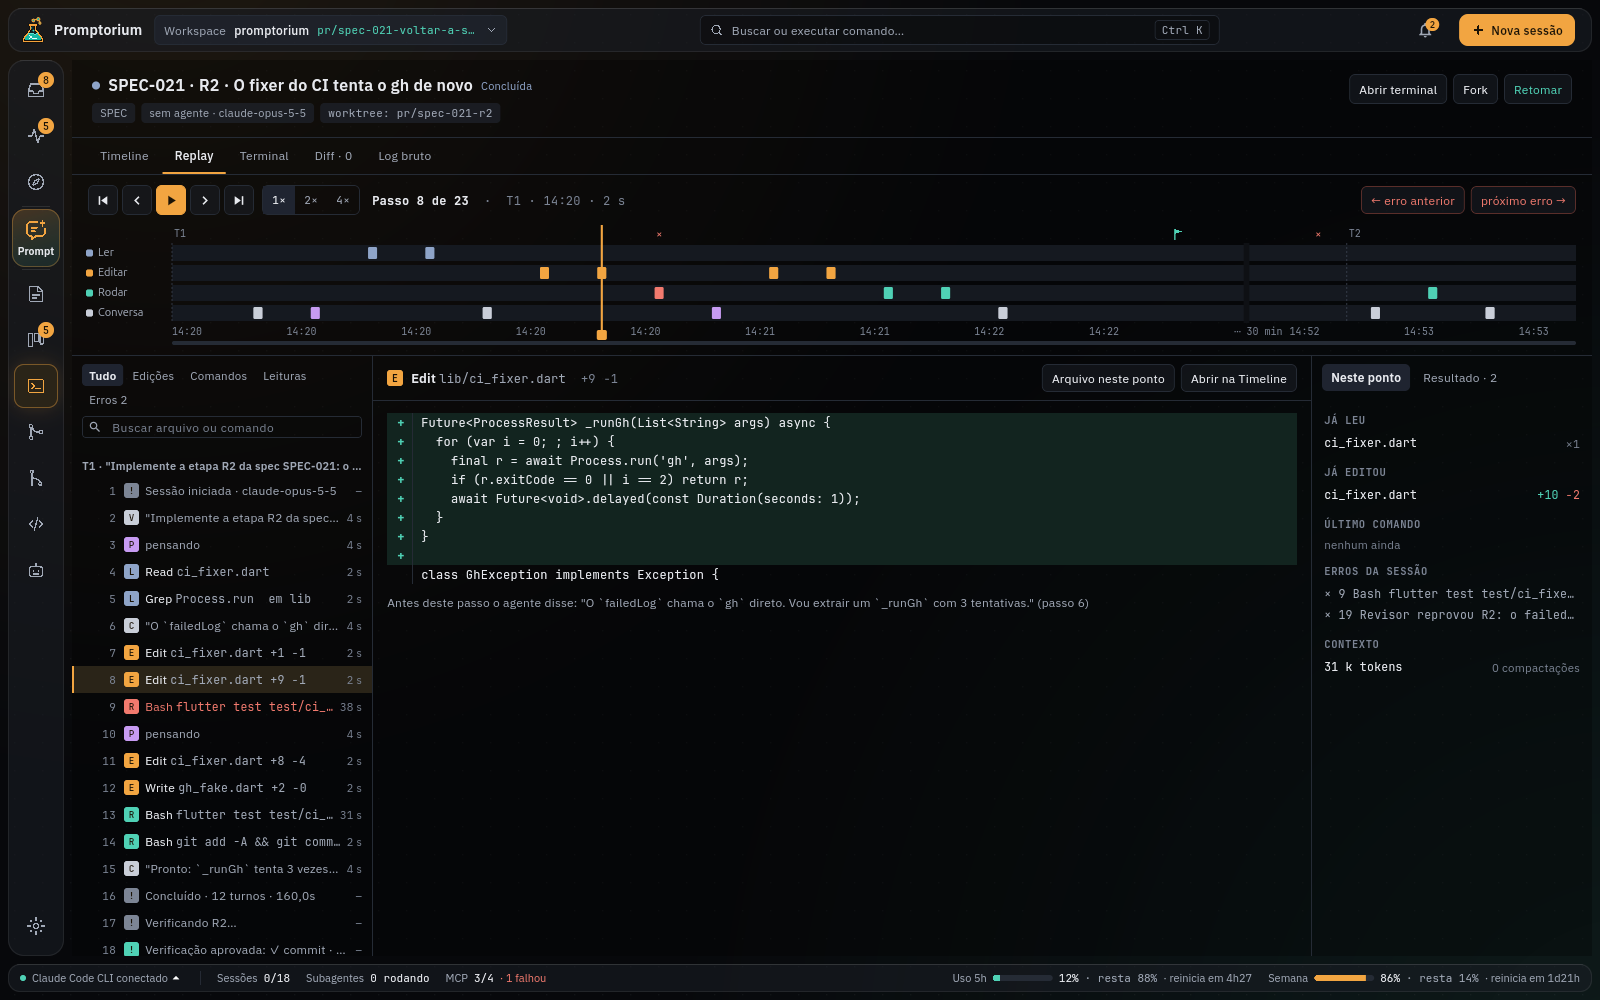 Promptorium
Workspace promptorium pr/spec-021-voltar-a-s…
Buscar ou executar comando...
Ctrl K
2
+ Nova sessão
8
5
Prompt
5
SPEC-021 · R2 · O fixer do CI tenta o gh de novo Concluída
SPEC
sem agente · claude-opus-5-5
worktree: pr/spec-021-r2
Abrir terminal
Fork
Retomar
Timeline
Replay
Terminal
Diff · 0
Log bruto
1× 2× 4×
Passo 8 de 23 · T1 · 14:20 · 2 s
← erro anterior
próximo erro →
T1 × × T2
Ler
Editar
Rodar
Conversa
14:20 14:20 14:20 14:20 14:20 14:21 14:21 14:22 14:22 ┄ 30 min 14:52 14:53 14:53
Tudo Edições Comandos Leituras
Erros 2
Buscar arquivo ou comando
T1 · "Implemente a etapa R2 da spec SPEC-021: o …
1 ! Sessão iniciada · claude-opus-5-5 –
2 V "Implemente a etapa R2 da spec… 4 s
3 P pensando 4 s
4 L Read ci_fixer.dart 2 s
5 L Grep Process.run em lib 2 s
6 C "O `failedLog` chama o `gh` dir… 4 s
7 E Edit ci_fixer.dart +1 -1 2 s
8 E Edit ci_fixer.dart +9 -1 2 s
9 R Bash flutter test test/ci_… 38 s
10 P pensando 4 s
11 E Edit ci_fixer.dart +8 -4 2 s
12 E Write gh_fake.dart +2 -0 2 s
13 R Bash flutter test test/ci_… 31 s
14 R Bash git add -A && git comm… 2 s
15 C "Pronto: `_runGh` tenta 3 vezes… 4 s
16 ! Concluído · 12 turnos · 160,0s –
17 ! Verificando R2… –
18 ! Verificação aprovada: ✓ commit · … –
E Edit lib/ci_fixer.dart +9 -1
Arquivo neste ponto
Abrir na Timeline
+ Future<ProcessResult> _runGh(List<String> args) async {
+ for (var i = 0; ; i++) {
+ final r = await Process.run('gh', args);
+ if (r.exitCode == 0 || i == 2) return r;
+ await Future<void>.delayed(const Duration(seconds: 1));
+ }
+ }
+
class GhException implements Exception {
Antes deste passo o agente disse: "O `failedLog` chama o `gh` direto. Vou extrair um `_runGh` com 3 tentativas." (passo 6)
Neste ponto
Resultado · 2
JÁ LEU
ci_fixer.dart ×1
JÁ EDITOU
ci_fixer.dart +10 -2
ÚLTIMO COMANDO
nenhum ainda
ERROS DA SESSÃO
× 9 Bash flutter test test/ci_fixe…
× 19 Revisor reprovou R2: o failed…
CONTEXTO
31 k tokens 0 compactações
Claude Code CLI conectado
Sessões 0/18
Subagentes 0 rodando
MCP 3/4 · 1 falhou
Uso 5h 12% · resta 88% · reinicia em 4h27
Semana 86% · resta 14% · reinicia em 1d21h